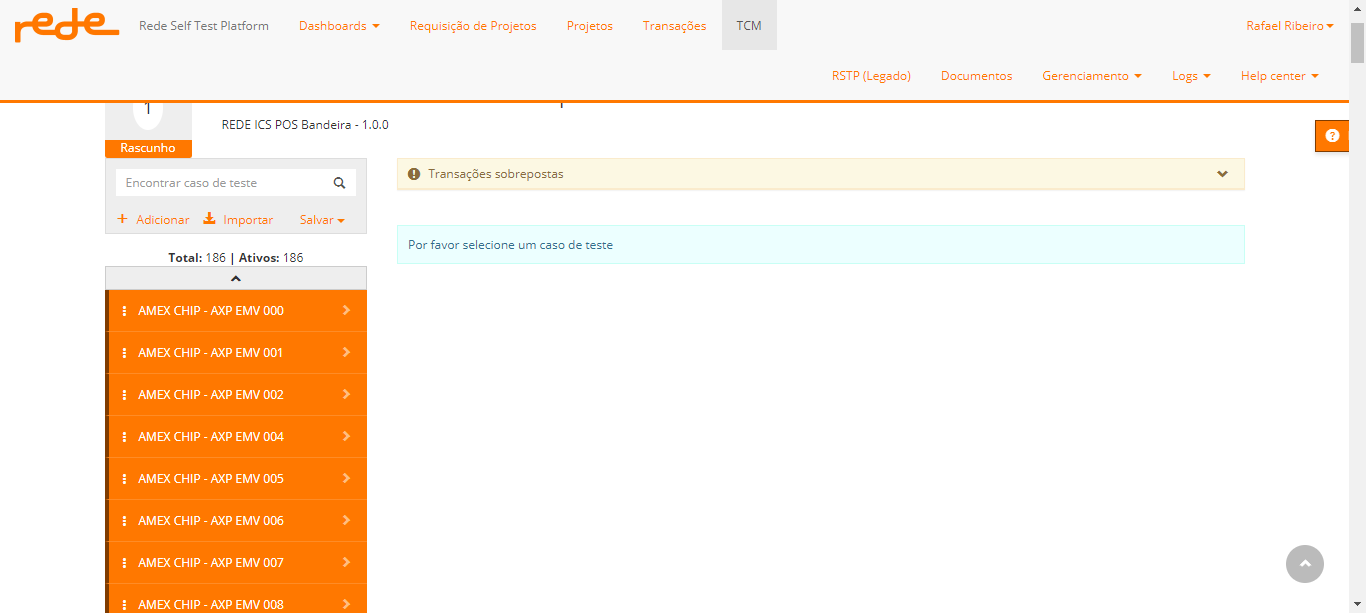 rede Rede Self Test Platform Dashboards Requisição de Projetos Projetos Transações TCM Rafael Ribeiro
RSTP (Legado) Documentos Gerenciamento Logs Help center
1
REDE ICS POS Bandeira - 1.0.0
Rascunho
Encontrar caso de teste
Adicionar Importar Salvar
Total: 186 | Ativos: 186
AMEX CHIP - AXP EMV 000
AMEX CHIP - AXP EMV 001
AMEX CHIP - AXP EMV 002
AMEX CHIP - AXP EMV 004
AMEX CHIP - AXP EMV 005
AMEX CHIP - AXP EMV 006
AMEX CHIP - AXP EMV 007
AMEX CHIP - AXP EMV 008
Transações sobrepostas
Por favor selecione um caso de teste